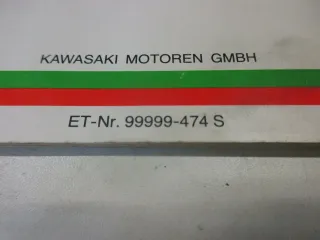 KAWASAKI MOTOREN GMBH
ET-Nr. 99999-474 S